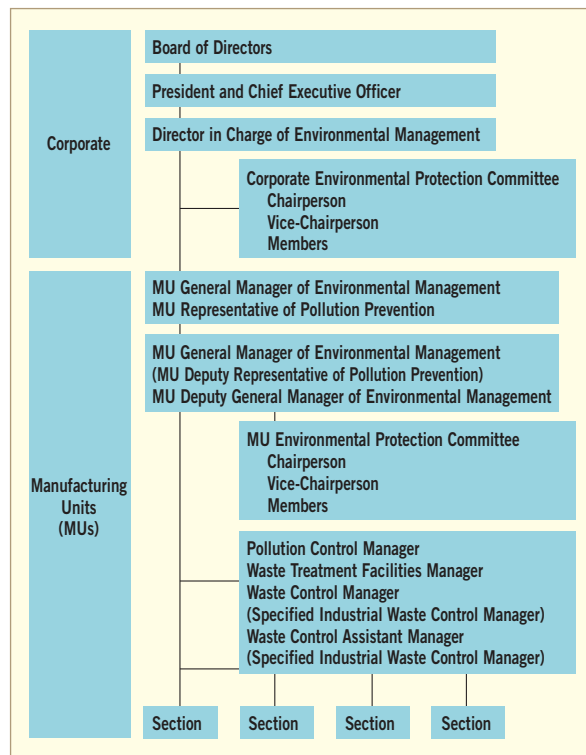 Corporate
Board of Directors
President and Chief Executive Officer
Director in Charge of Environmental Management
Corporate Environmental Protection Committee
Chairperson
Vice-Chairperson
Members
Manufacturing
Units
(MUs)
MU General Manager of Environmental Management
MU Representative of Pollution Prevention
MU General Manager of Environmental Management
(MU Deputy Representative of Pollution Prevention)
MU Deputy General Manager of Environmental Management
MU Environmental Protection Committee
Chairperson
Vice-Chairperson
Members
Pollution Control Manager
Waste Treatment Facilities Manager
Waste Control Manager
(Specified Industrial Waste Control Manager)
Waste Control Assistant Manager
(Specified Industrial Waste Control Manager)
Section
Section
Section
Section